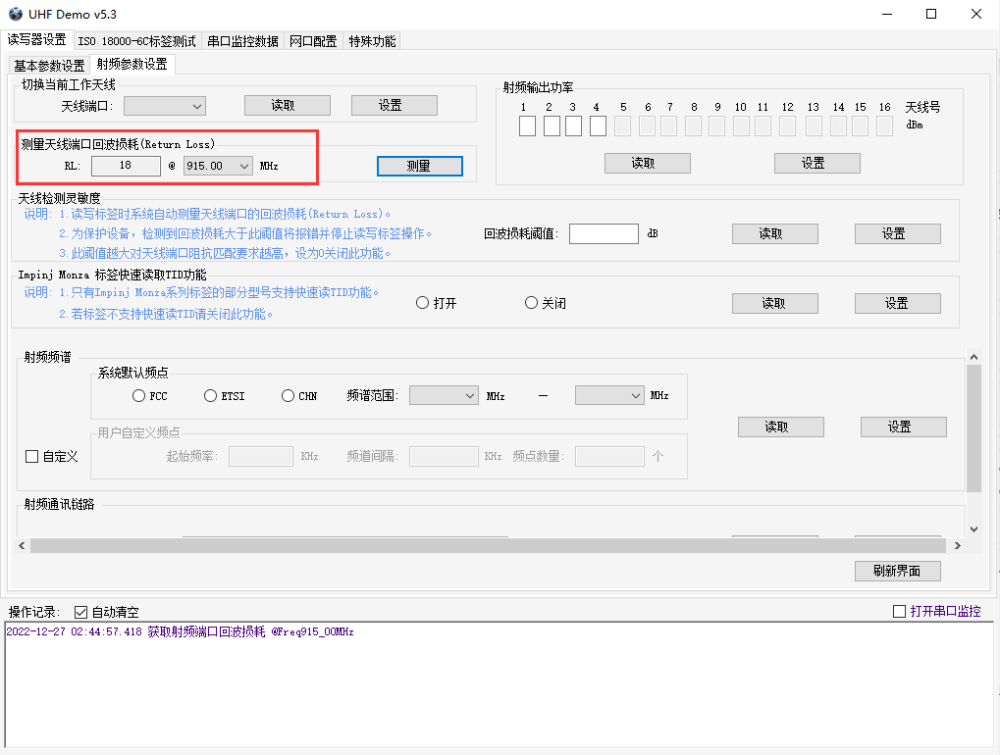 UHF Demo v5.3
读写器设置 ISO 18000-6C标签测试 串口监控数据 网口配置 特殊功能
基本参数设置 射频参数设置
切换当前工作天线
天线端口: 读取 设置
射频输出功率
1 2 3 4 5 6 7 8 9 10 11 12 13 14 15 16 天线号
dBm
读取 设置
测量天线端口回波损耗(Return Loss)
RL: 18 @ 915.00 MHz 测量
天线检测灵敏度
说明: 1.读写标签时系统自动测量天线端口的回波损耗(Return Loss)。
2.为保护设备，检测到回波损耗大于此阈值将报错并停止读写标签操作。
3.此阈值越大对天线端口阻抗匹配要求越高，设为0关闭此功能。
回波损耗阈值: dB 读取 设置
Impinj Monza 标签快速读取TID功能
说明: 1.只有Impinj Monza系列标签的部分型号支持快速读TID功能。
2.若标签不支持快速读TID请关闭此功能。
打开 关闭 读取 设置
射频频谱
系统默认频点
FCC ETSI CHN 频谱范围: MHz — MHz
读取 设置
用户自定义频点
自定义 起始频率: KHz 频道间隔: KHz 频点数量: 个
射频通讯链路
刷新界面
操作记录: 自动清空 打开串口监控
2022-12-27 02:44:57.418 获取射频端口回波损耗 @Freq915_00MHz